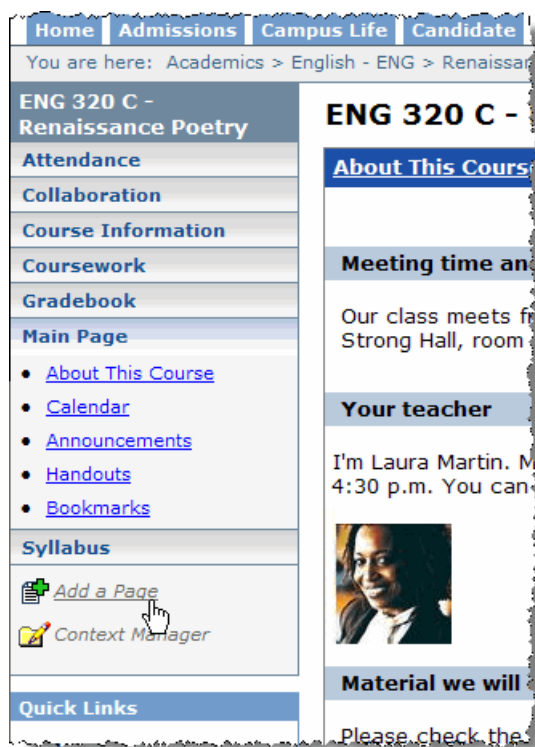 Home Admissions Campus Life Candidate
You are here: Academics > English - ENG >
ENG 320 C -
Renaissance Poetry
Attendance
Collaboration
Course Information
Coursework
Gradebook
Main Page
• About This Course
• Calendar
• Announcements
• Handouts
• Bookmarks
Syllabus
Add a Page
Context Manager
Quick Links
ENG 320 C -
About This
Meeting time
Our class meets
Strong Hall, room
Your teacher
I'm Laura Martin.
4:30 p.m. You can
Material we will
Please check the